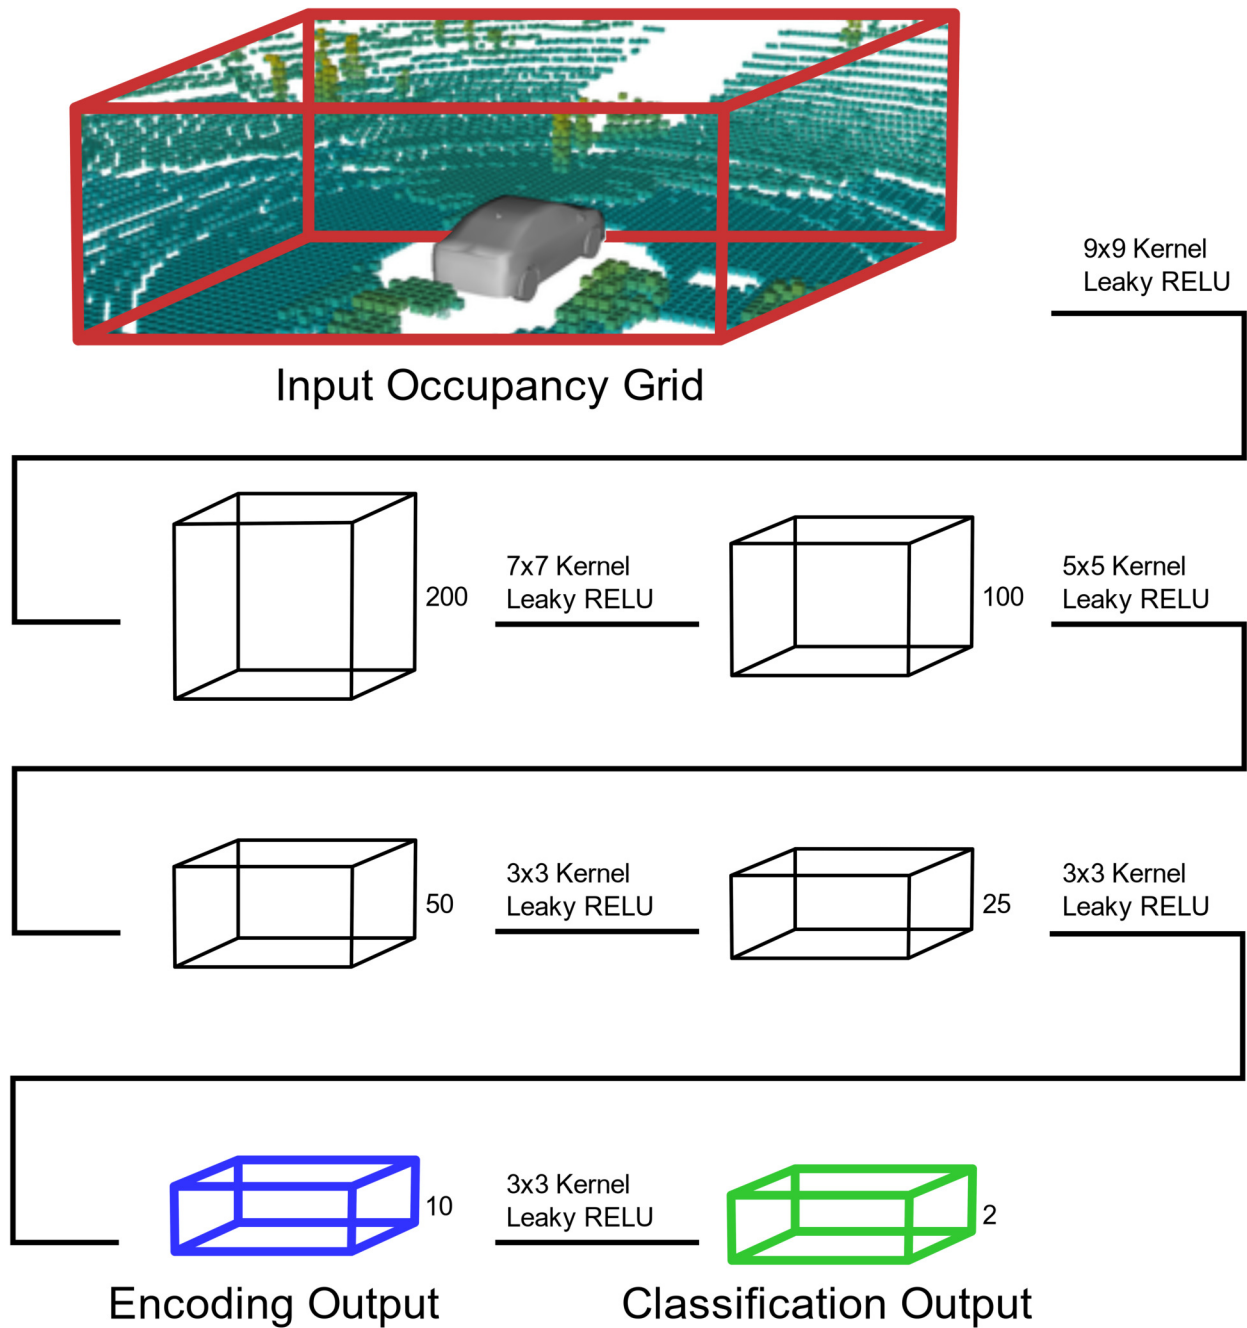 9x9 Kernel
Leaky RELU
Input Occupancy Grid
200
7x7 Kernel
Leaky RELU
100
5x5 Kernel
Leaky RELU
50
3x3 Kernel
Leaky RELU
25
3x3 Kernel
Leaky RELU
10
3x3 Kernel
Leaky RELU
2
Encoding Output
Classification Output